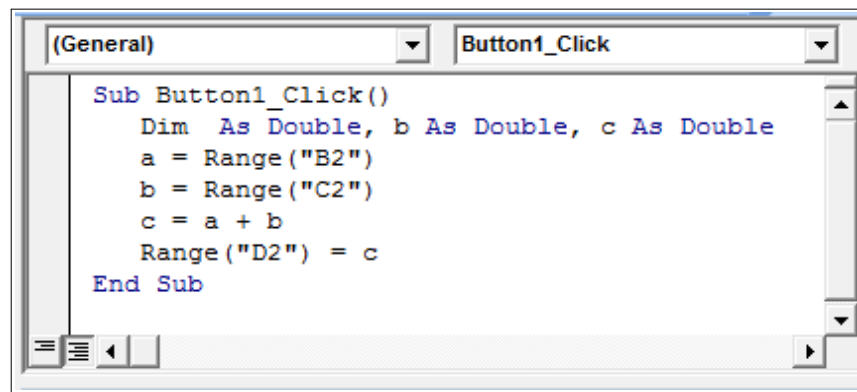 (General) Button1_Click
Sub Button1_Click()
Dim  As Double, b As Double, c As Double
a = Range("B2")
b = Range("C2")
c = a + b
Range("D2") = c
End Sub